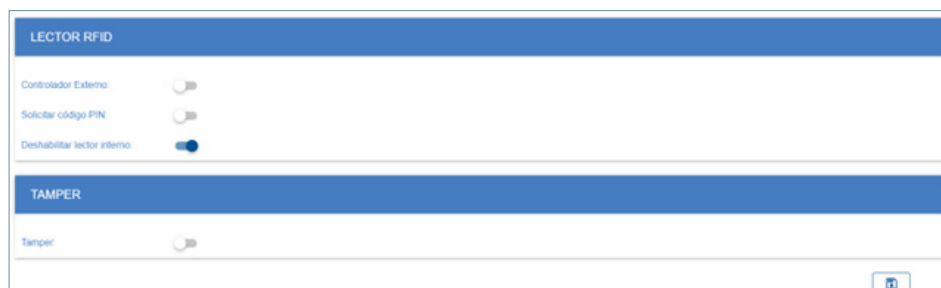 LECTOR RFID
Controlador Externo:
Solicitar código PIN:
Deshabilitar lector interno:
TAMPER
Tamper: